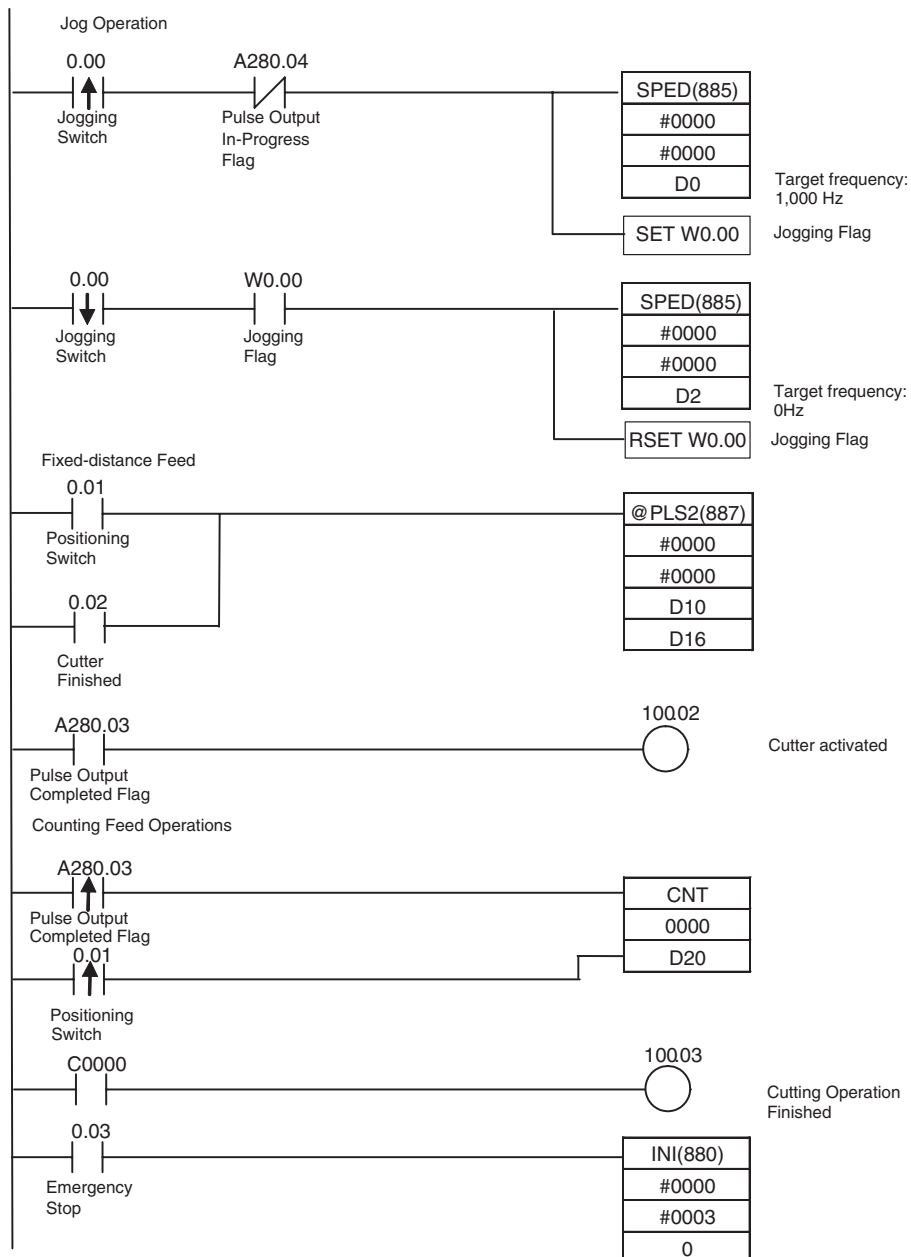 Jog Operation
0.00
A280.04
Jogging
Switch
Pulse Output
In-Progress
Flag
SPED(885)
#0000
#0000
D0
Target frequency:
1,000 Hz
SET W0.00
Jogging Flag
0.00
W0.00
Jogging
Switch
Jogging
Flag
SPED(885)
#0000
#0000
D2
Target frequency:
0Hz
RSET W0.00
Jogging Flag
Fixed-distance Feed
0.01
Positioning
Switch
@PLS2(887)
#0000
#0000
D10
D16
0.02
Cutter
Finished
A280.03
Pulse Output
Completed Flag
100.02
Cutter activated
Counting Feed Operations
A280.03
Pulse Output
Completed Flag
CNT
0000
D20
0.01
Positioning
Switch
C0000
100.03
Cutting Operation
Finished
0.03
Emergency
Stop
INI(880)
#0000
#0003
0